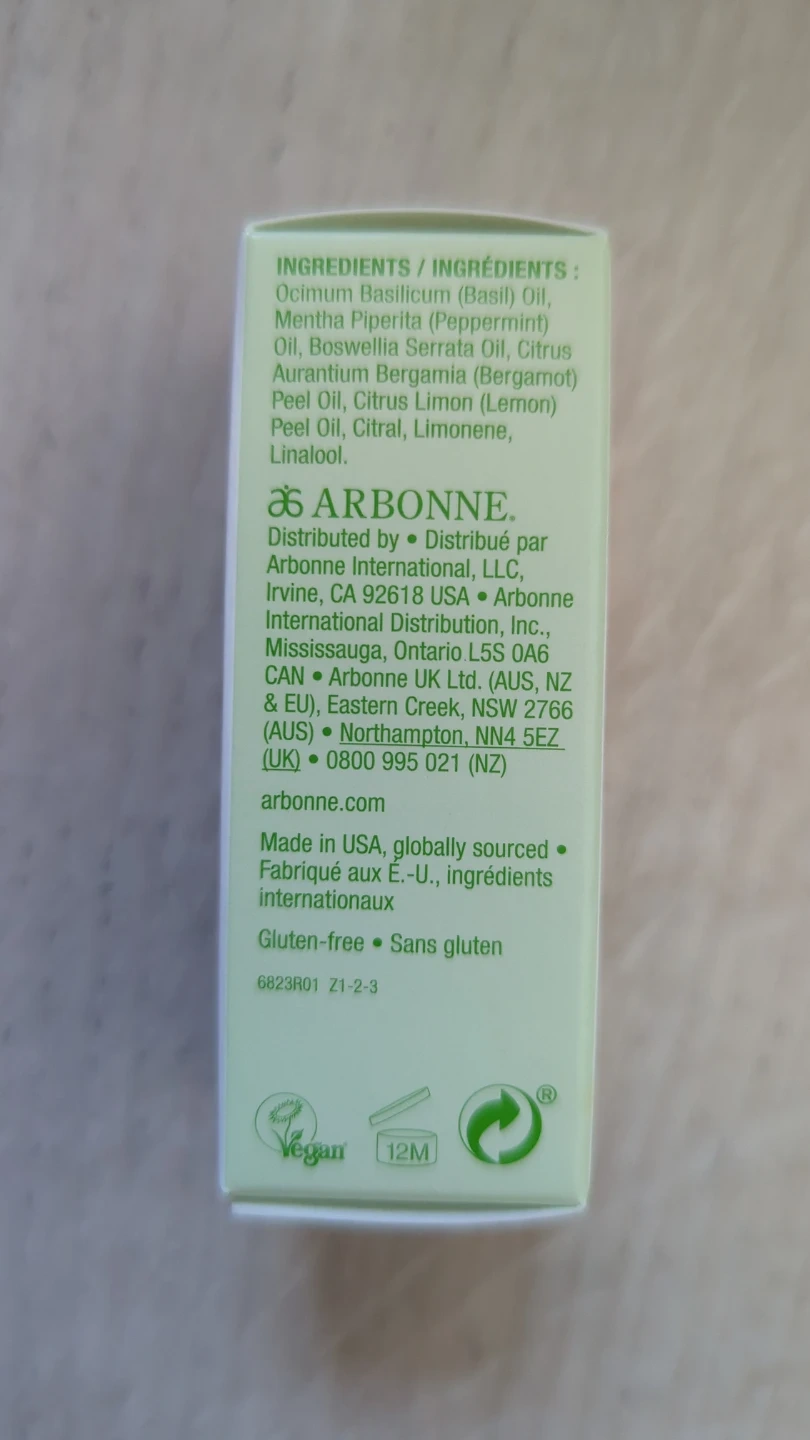 INGREDIENTS / INGRÉDIENTS :
Ocimum Basilicum (Basil) Oil,
Mentha Piperita (Peppermint)
Oil, Boswellia Serrata Oil, Citrus
Aurantium Bergamia (Bergamot)
Peel Oil, Citrus Limon (Lemon)
Peel Oil, Citral, Limonene,
Linalool.
ARBONNE.
Distributed by • Distribué par
Arbonne International, LLC,
Irvine, CA 92618 USA • Arbonne
International Distribution, Inc.,
Mississauga, Ontario L5S 0A6
CAN • Arbonne UK Ltd. (AUS, NZ
& EU), Eastern Creek, NSW 2766
(AUS) • Northampton, NN4 5EZ
(UK) • 0800 995 021 (NZ)
arbonne.com
Made in USA, globally sourced •
Fabriqué aux É.-U., ingrédients
internationaux
Gluten-free • Sans gluten
6823R01 Z1-2-3
Vegan 12M ®